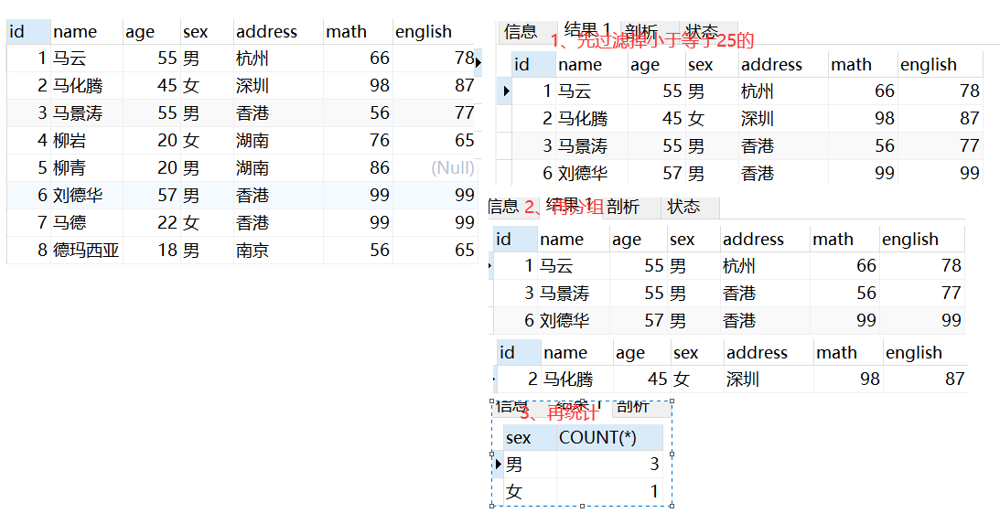 id name age sex address math english
1 马云 55 男 杭州 66 78
2 马化腾 45 女 深圳 98 87
3 马景涛 55 男 香港 56 77
4 柳岩 20 女 湖南 76 65
5 柳青 20 男 湖南 86 (Null)
6 刘德华 57 男 香港 99 99
7 马德 22 女 香港 99 99
8 德玛西亚 18 男 南京 56 65
信息 结果 1 剖析 状态
1、先过滤掉小于等于25的
id name age sex address math english
1 马云 55 男 杭州 66 78
2 马化腾 45 女 深圳 98 87
3 马景涛 55 男 香港 56 77
6 刘德华 57 男 香港 99 99
信息 结果 1 剖析 状态
2、再分组
id name age sex address math english
1 马云 55 男 杭州 66 78
3 马景涛 55 男 香港 56 77
6 刘德华 57 男 香港 99 99
id name age sex address math english
2 马化腾 45 女 深圳 98 87
信息 结果 1 剖析
3、再统计
sex COUNT(*)
男 3
女 1